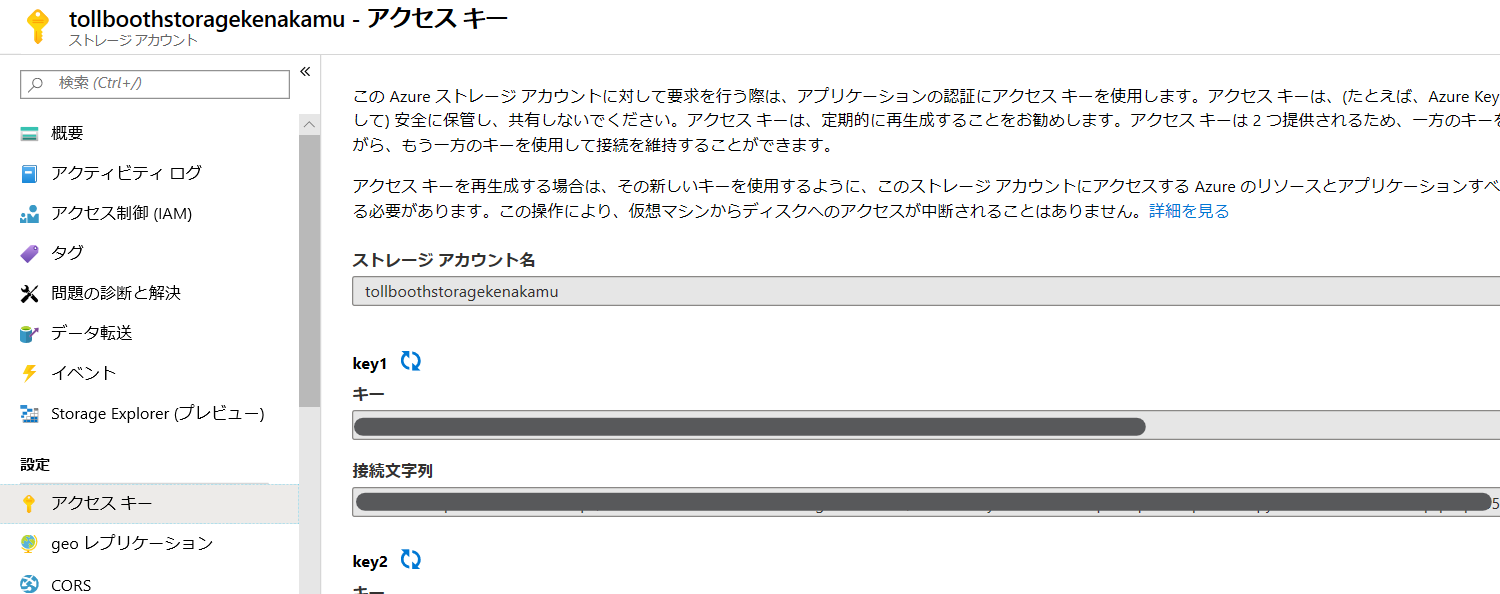 tollboothstoragekenakamu - アクセス キー
ストレージ アカウント
検索 (Ctrl+/)
概要
アクティビティ ログ
アクセス制御 (IAM)
タグ
問題の診断と解決
データ転送
イベント
Storage Explorer (プレビュー)
設定
アクセス キー
geo レプリケーション
CORS
この Azure ストレージ アカウントに対して要求を行う際は、アプリケーションの認証にアクセス キーを使用します。アクセス キーは、(たとえば、Azure Key
して) 安全に保管し、共有しないでください。アクセス キーは、定期的に再生成することをお勧めします。アクセス キーは 2 つ提供されるため、一方のキーを
がら、もう一方のキーを使用して接続を維持することができます。
アクセス キーを再生成する場合は、その新しいキーを使用するように、このストレージ アカウントにアクセスする Azure のリソースとアプリケーションすべ
る必要があります。この操作により、仮想マシンからディスクへのアクセスが中断されることはありません。詳細を見る
ストレージ アカウント名
tollboothstoragekenakamu
key1
キー
接続文字列
5
key2
キー